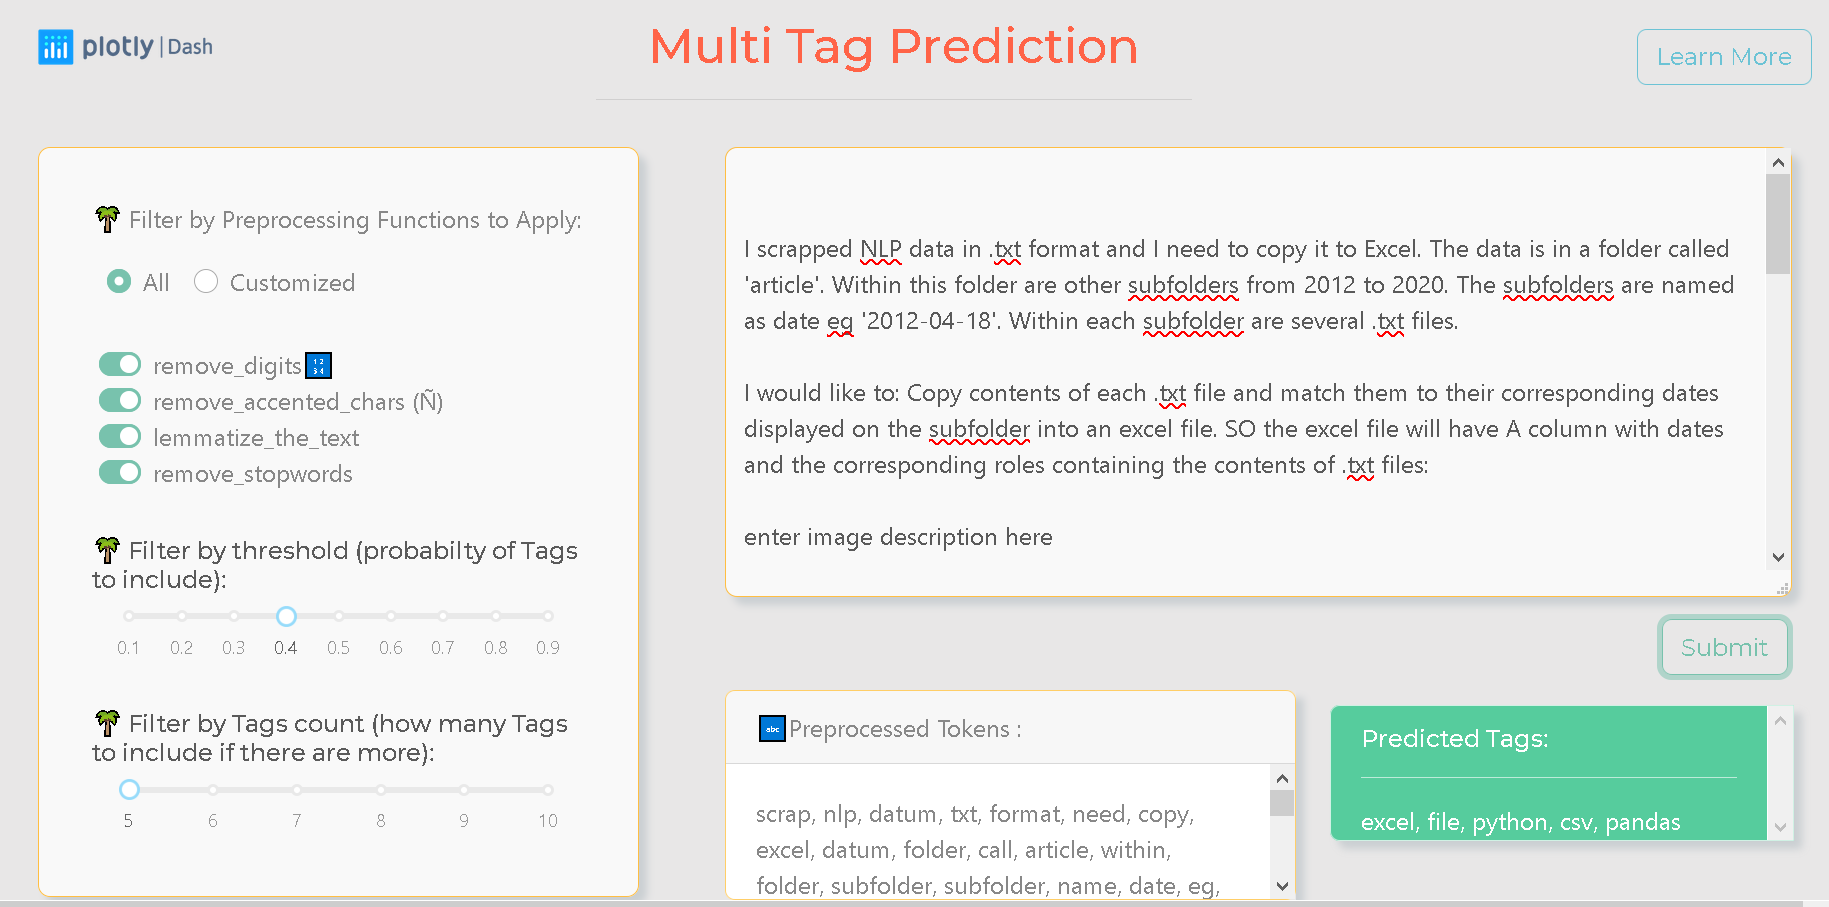 plotly | Dash
Multi Tag Prediction
Learn More
Filter by Preprocessing Functions to Apply:
All Customized
remove_digits 1 2 3 4
remove_accented_chars (Ñ)
lemmatize_the_text
remove_stopwords
Filter by threshold (probabilty of Tags
to include):
0.1 0.2 0.3 0.4 0.5 0.6 0.7 0.8 0.9
Filter by Tags count (how many Tags
to include if there are more):
5 6 7 8 9 10
I scrapped NLP data in .txt format and I need to copy it to Excel. The data is in a folder called
'article'. Within this folder are other subfolders from 2012 to 2020. The subfolders are named
as date eg '2012-04-18'. Within each subfolder are several .txt files.
I would like to: Copy contents of each .txt file and match them to their corresponding dates
displayed on the subfolder into an excel file. SO the excel file will have A column with dates
and the corresponding roles containing the contents of .txt files:
enter image description here
Submit
abc Preprocessed Tokens :
scrap, nlp, datum, txt, format, need, copy,
excel, datum, folder, call, article, within,
folder, subfolder, subfolder, name, date, eg,
Predicted Tags:
excel, file, python, csv, pandas